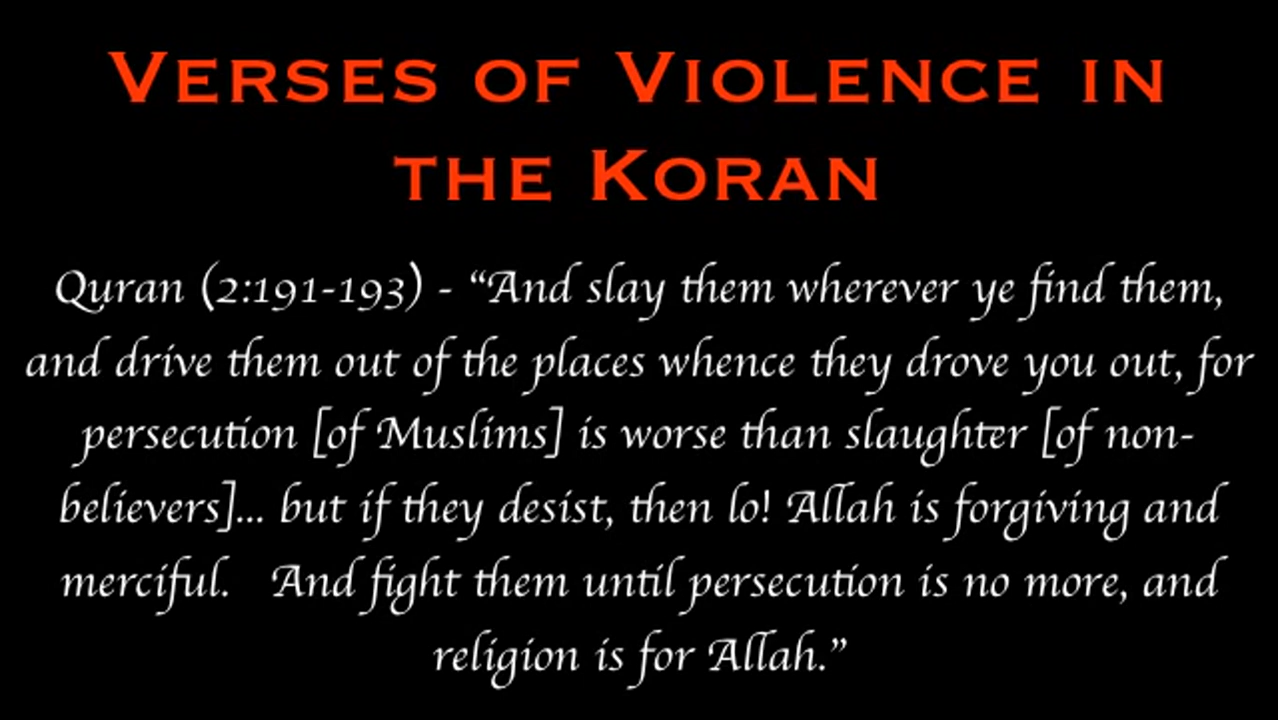 Verses of Violence in
the Koran
Quran (2:191-193) - “And slay them wherever ye find them,
and drive them out of the places whence they drove you out, for
persecution [of Muslims] is worse than slaughter [of non-
believers]... but if they desist, then lo! Allah is forgiving and
merciful.   And fight them until persecution is no more, and
religion is for Allah.”